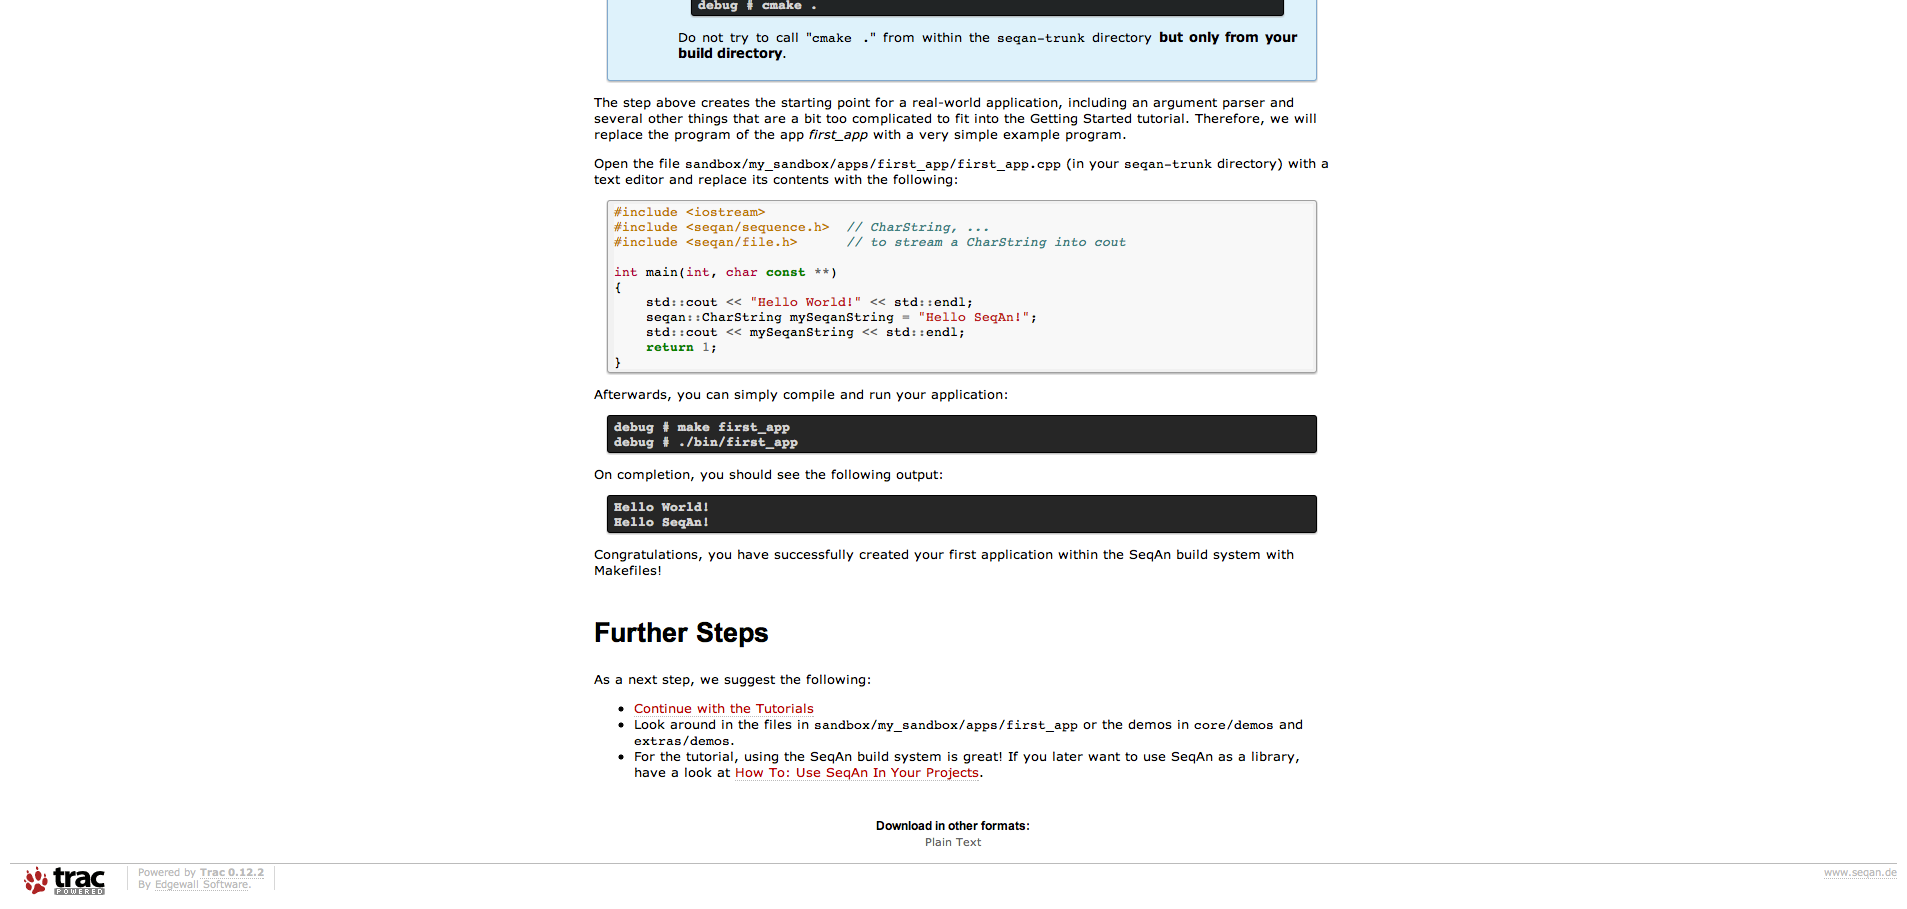 debug # cmake .
Do not try to call "cmake ." from within the seqan-trunk directory but only from your
build directory.
The step above creates the starting point for a real-world application, including an argument parser and
several other things that are a bit too complicated to fit into the Getting Started tutorial. Therefore, we will
replace the program of the app first_app with a very simple example program.
Open the file sandbox/my_sandbox/apps/first_app/first_app.cpp (in your seqan-trunk directory) with a
text editor and replace its contents with the following:
#include <iostream>
#include <seqan/sequence.h>  // CharString, ...
#include <seqan/file.h>      // to stream a CharString into cout
int main(int, char const **)
{
    std::cout << "Hello World!" << std::endl;
    seqan::CharString mySeqanString = "Hello SeqAn!";
    std::cout << mySeqanString << std::endl;
    return 1;
}
Afterwards, you can simply compile and run your application:
debug # make first_app
debug # ./bin/first_app
On completion, you should see the following output:
Hello World!
Hello SeqAn!
Congratulations, you have successfully created your first application within the SeqAn build system with
Makefiles!
Further Steps
As a next step, we suggest the following:
• Continue with the Tutorials
• Look around in the files in sandbox/my_sandbox/apps/first_app or the demos in core/demos and
extras/demos.
• For the tutorial, using the SeqAn build system is great! If you later want to use SeqAn as a library,
have a look at How To: Use SeqAn In Your Projects.
Download in other formats:
Plain Text
trac
POWERED
Powered by Trac 0.12.2
By Edgewall Software.
www.seqan.de